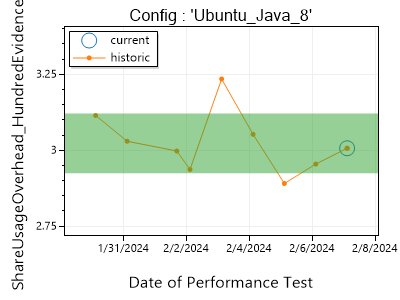 Config : 'Ubuntu_Java_8'
ShareUsageOverhead_HundredEvidence
current
historic
3.25
3
2.75
1/31/2024
2/2/2024
2/4/2024
2/6/2024
2/8/2024
Date of Performance Test